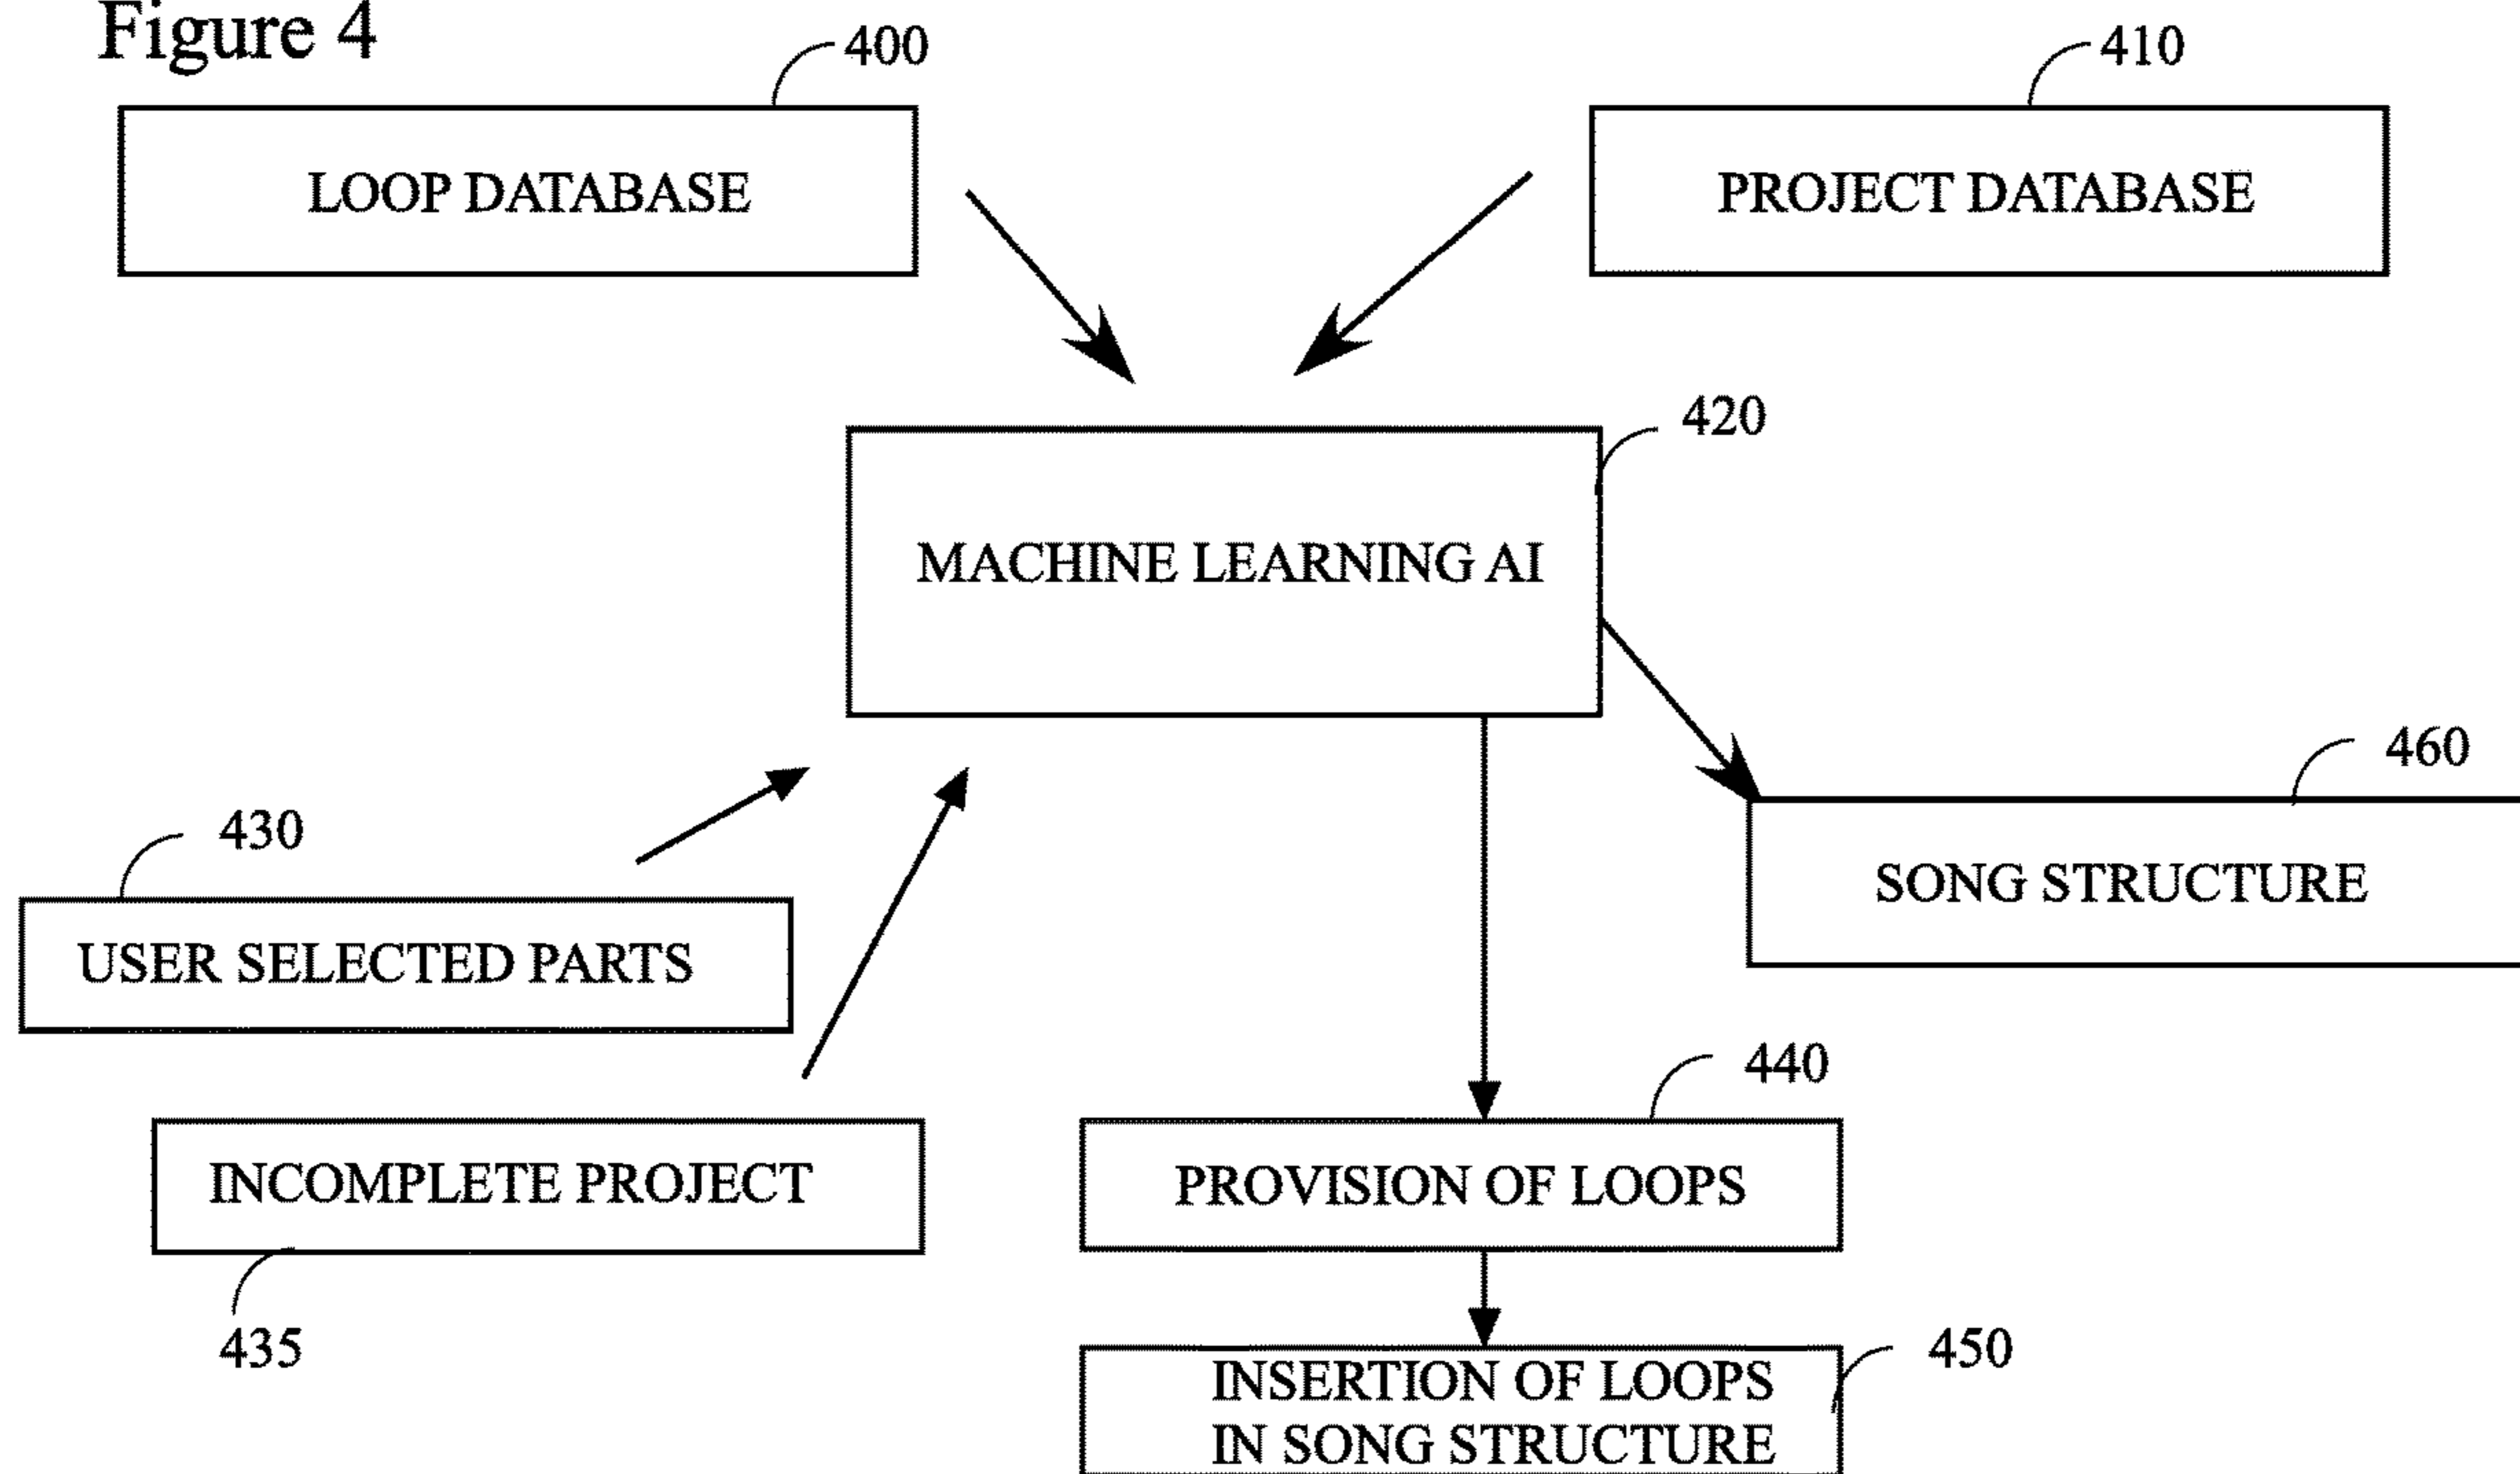 Figure 4
400
410
LOOP DATABASE
PROJECT DATABASE
420
MACHINE LEARNING AI
460
430
SONG STRUCTURE
USER SELECTED PARTS
440
INCOMPLETE PROJECT
PROVISION OF LOOPS
435
450
INSERTION OF LOOPS
IN SONG STRUCTURE